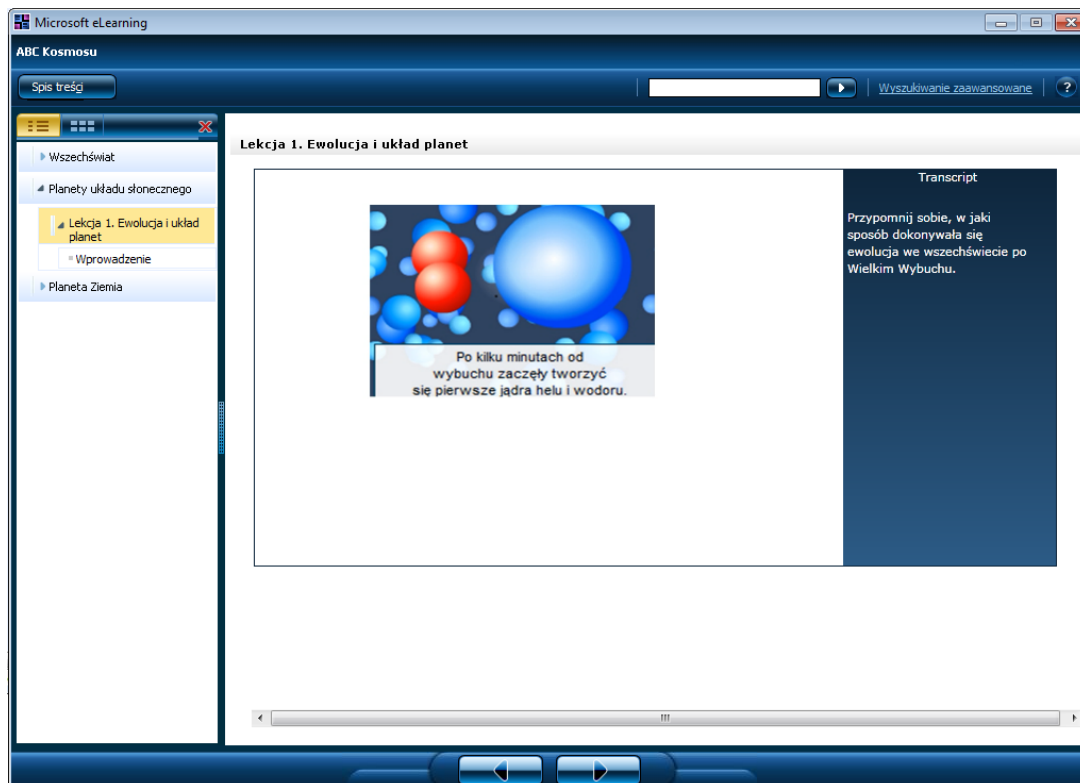 Microsoft eLearning
ABC Kosmosu
Spis treści
Wyszukiwanie zaawansowane
?
Wszechświat
Planety układu słonecznego
Lekcja 1. Ewolucja i układ
planet
Wprowadzenie
Planeta Ziemia
Lekcja 1. Ewolucja i układ planet
Po kilku minutach od
wybuchu zaczęły tworzyć
się pierwsze jądra helu i wodoru.
Transcript
Przypomnij sobie, w jaki
sposób dokonywała się
ewolucja we wszechświecie po
Wielkim Wybuchu.